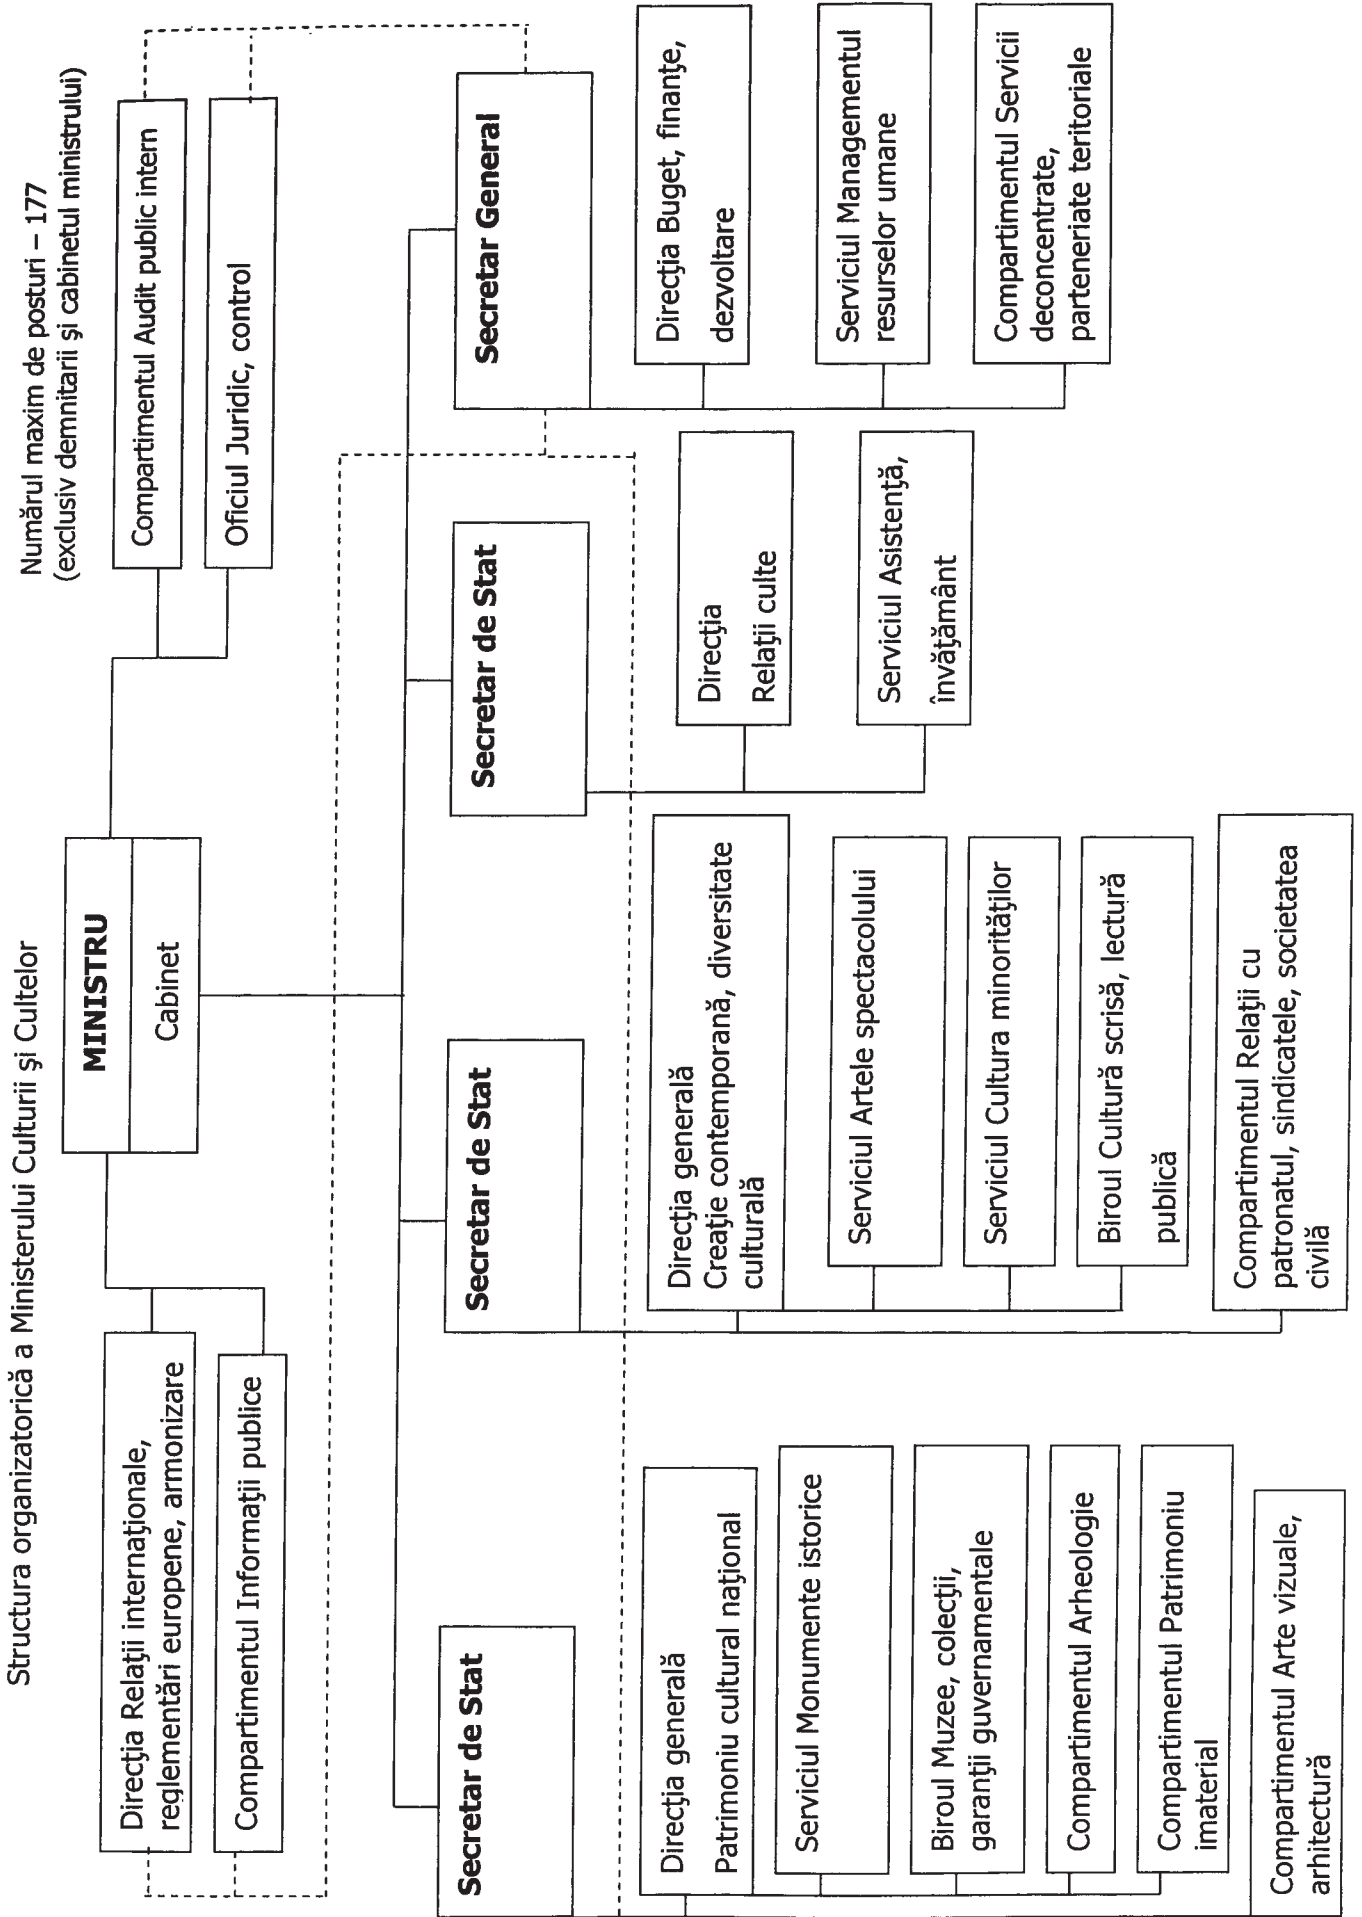 Structura organizatorică a Ministerului Culturii şi Cultelor
Numărul maxim de posturi – 177
(exclusiv demnitarii şi cabinetul ministrului)
MINISTRU
Cabinet
Direcţia Relaţii internaţionale,
reglementări europene, armonizare
Compartimentul Informaţii publice
Compartimentul Audit public intern
Oficiul Juridic, control
Secretar de Stat
Direcţia generală
Patrimoniu cultural naţional
Serviciul Monumente istorice
Biroul Muzee, colecţii,
garanţii guvernamentale
Compartimentul Arheologie
Compartimentul Patrimoniu
imaterial
Compartimentul Arte vizuale,
arhitectură
Secretar de Stat
Direcţia generală
Creaţie contemporană, diversitate
culturală
Serviciul Artele spectacolului
Serviciul Cultura minorităţilor
Biroul Cultură scrisă, lectură
publică
Compartimentul Relaţii cu
patronatul, sindicatele, societatea
civilă
Secretar de Stat
Direcţia
Relaţii culte
Serviciul Asistenţă,
învăţământ
Secretar General
Direcţia Buget, finanţe,
dezvoltare
Serviciul Managementul
resurselor umane
Compartimentul Servicii
deconcentrate,
parteneriate teritoriale